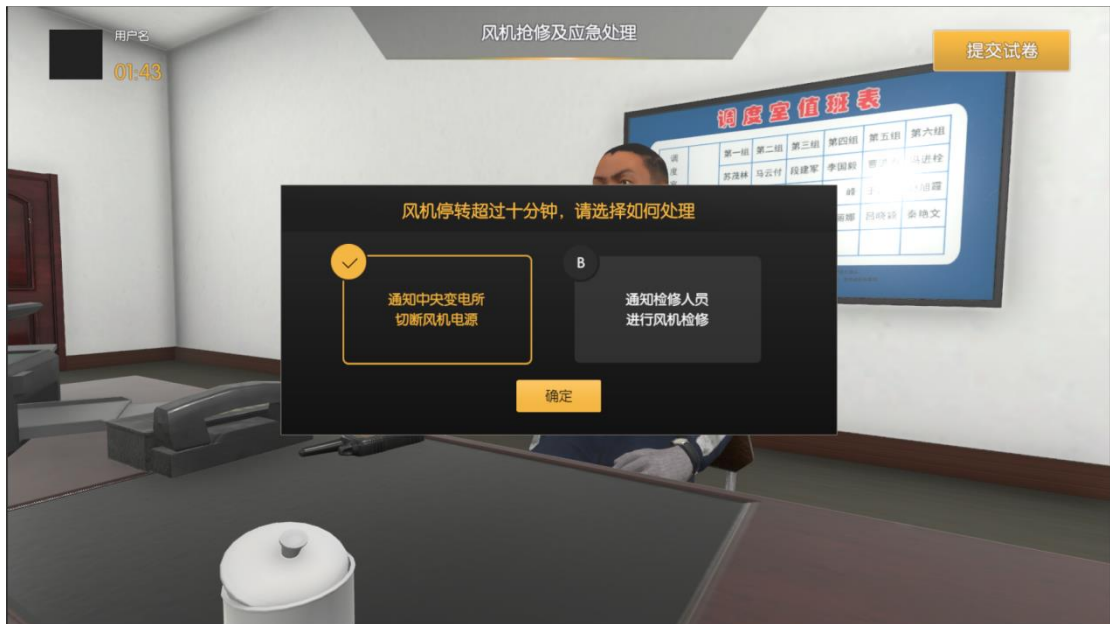 用户名
01:43
风机抢修及应急处理
提交试卷
调度室值班表
第一组 第二组 第三组 第四组 第五组 第六组
苏茂林 马云付 段建军 李国毅
风机停转超过十分钟，请选择如何处理
通知中央变电所
切断风机电源
B
通知检修人员
进行风机检修
确定